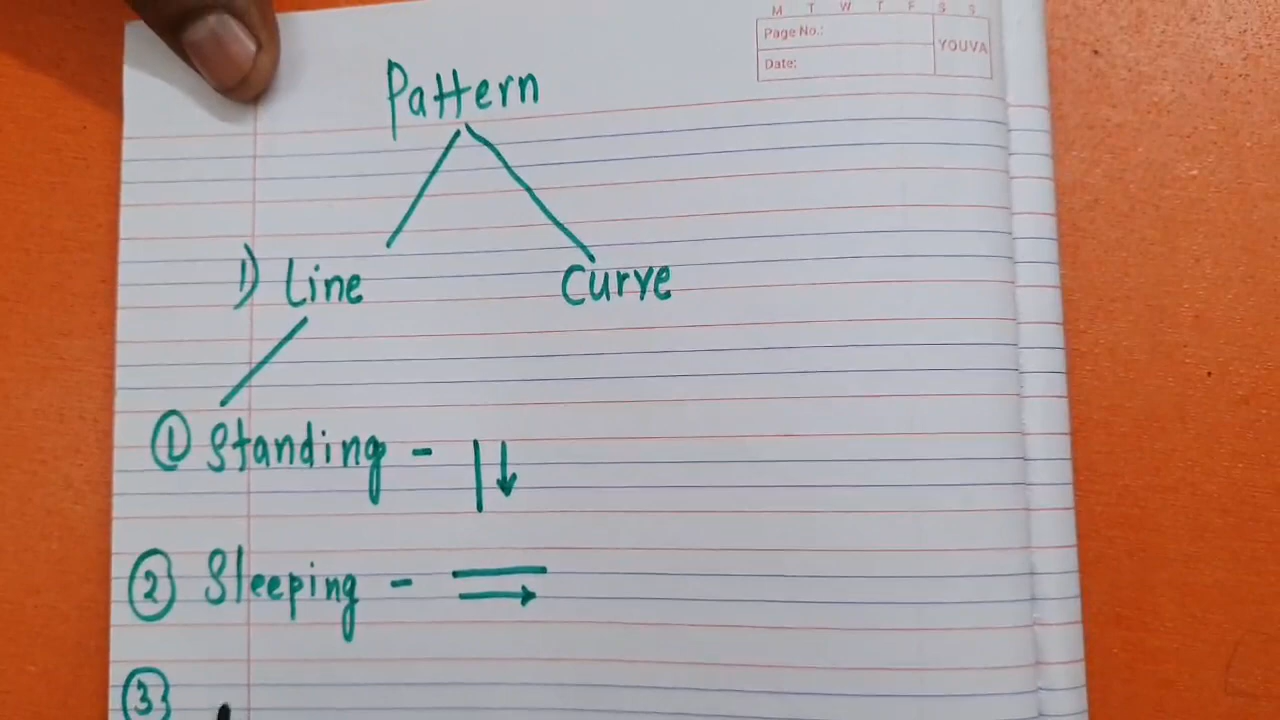 M T W T F S S
Page No.:
YOUVA
Date:
Pattern
1) Line Curve
① Standing - | ↓
② Sleeping - — →
③